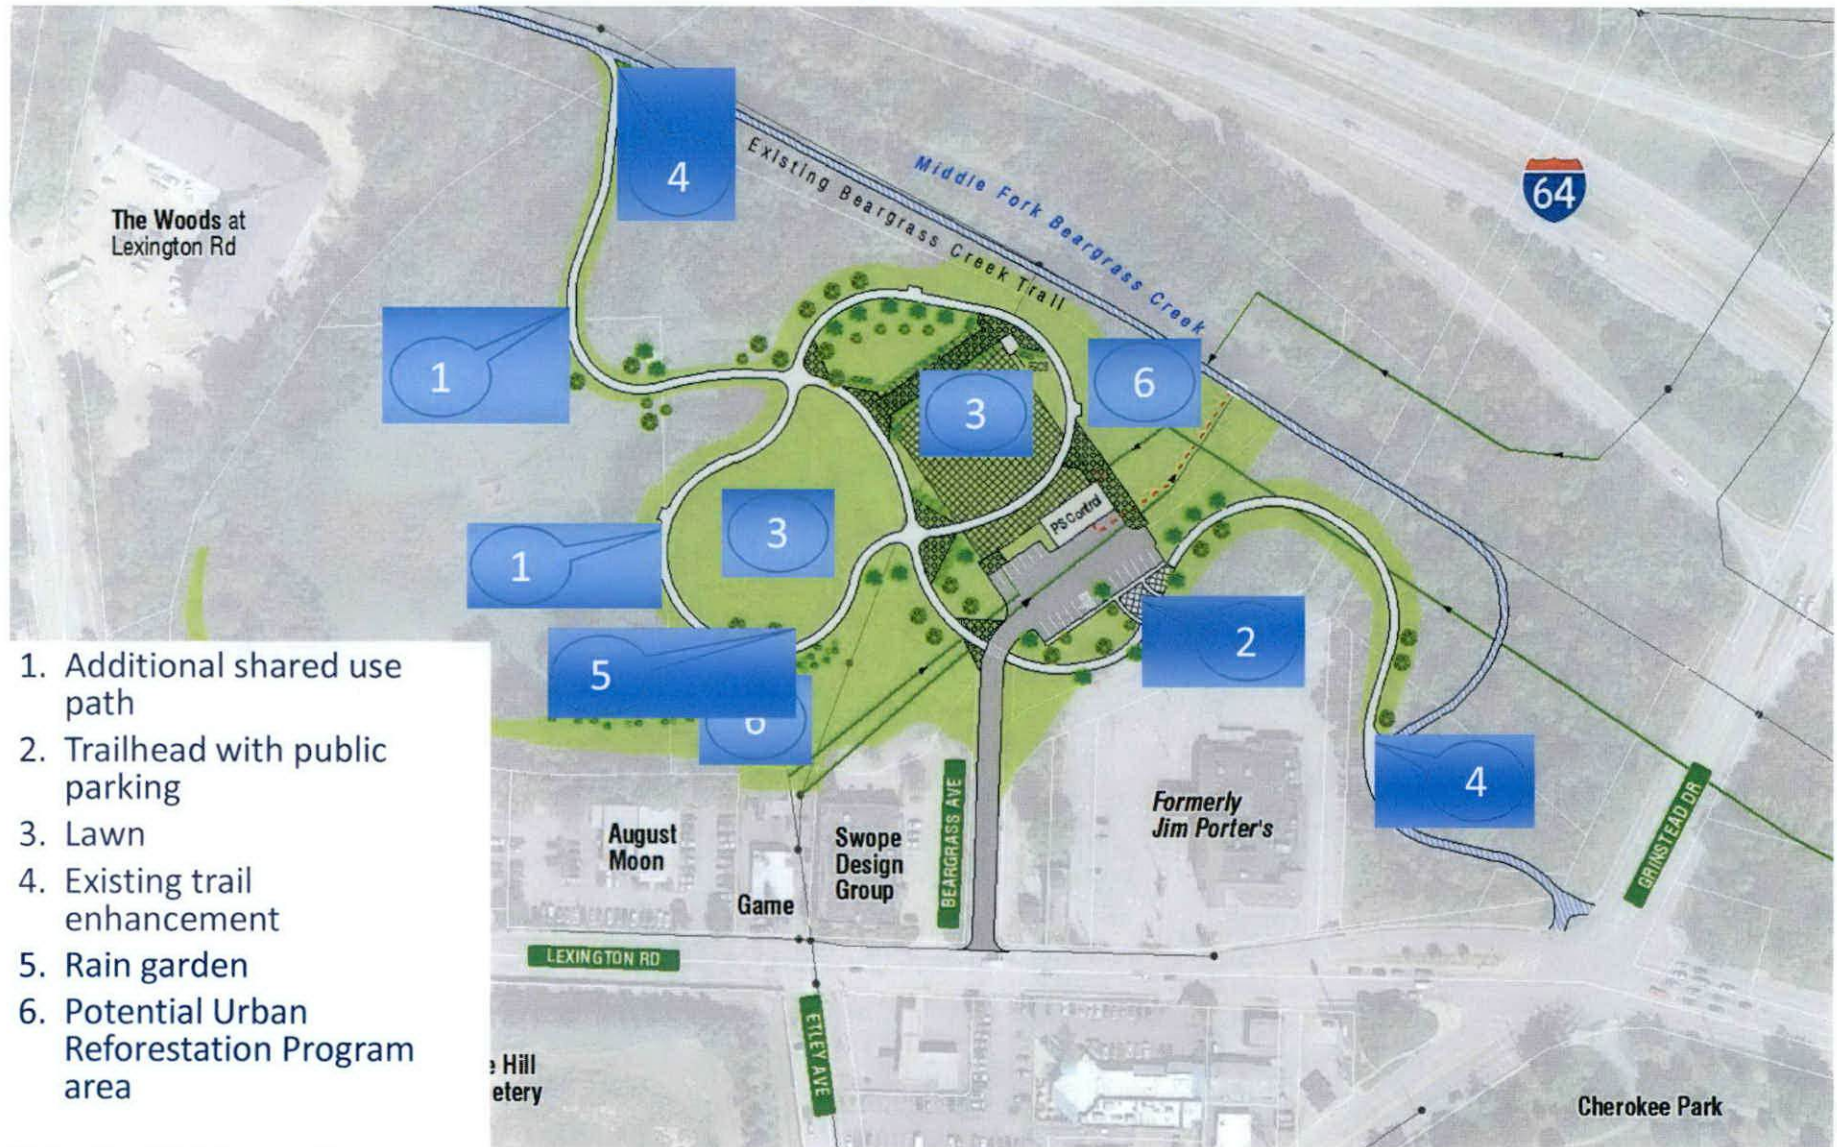 4
Existing Beargrass Creek Trail
Middle Fork Beargrass Creek
64
The Woods at
Lexington Rd
1
3
6
3
1
PS Control
5
2
6
4
1. Additional shared use
path
2. Trailhead with public
parking
3. Lawn
4. Existing trail
enhancement
5. Rain garden
6. Potential Urban
Reforestation Program
area
August
Moon
Game
Swope
Design
Group
BEARGRASS AVE
Formerly
Jim Porter's
GRINSTEAD DR
LEXINGTON RD
ETLEY AVE
e Hill
etery
Cherokee Park